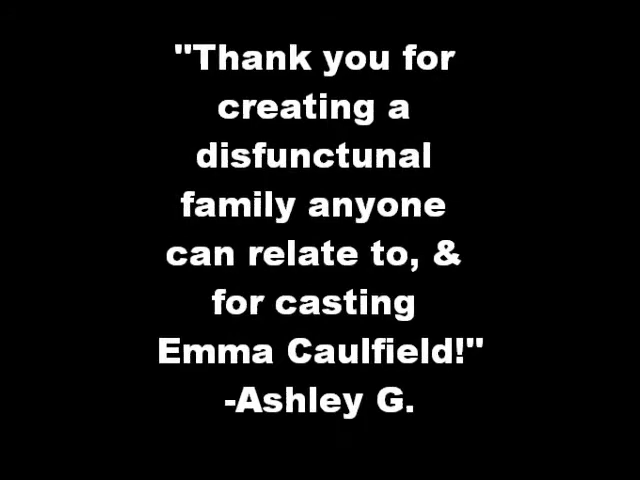 "Thank you for
creating a
disfunctunal
family anyone
can relate to, &
for casting
Emma Caulfield!"
-Ashley G.